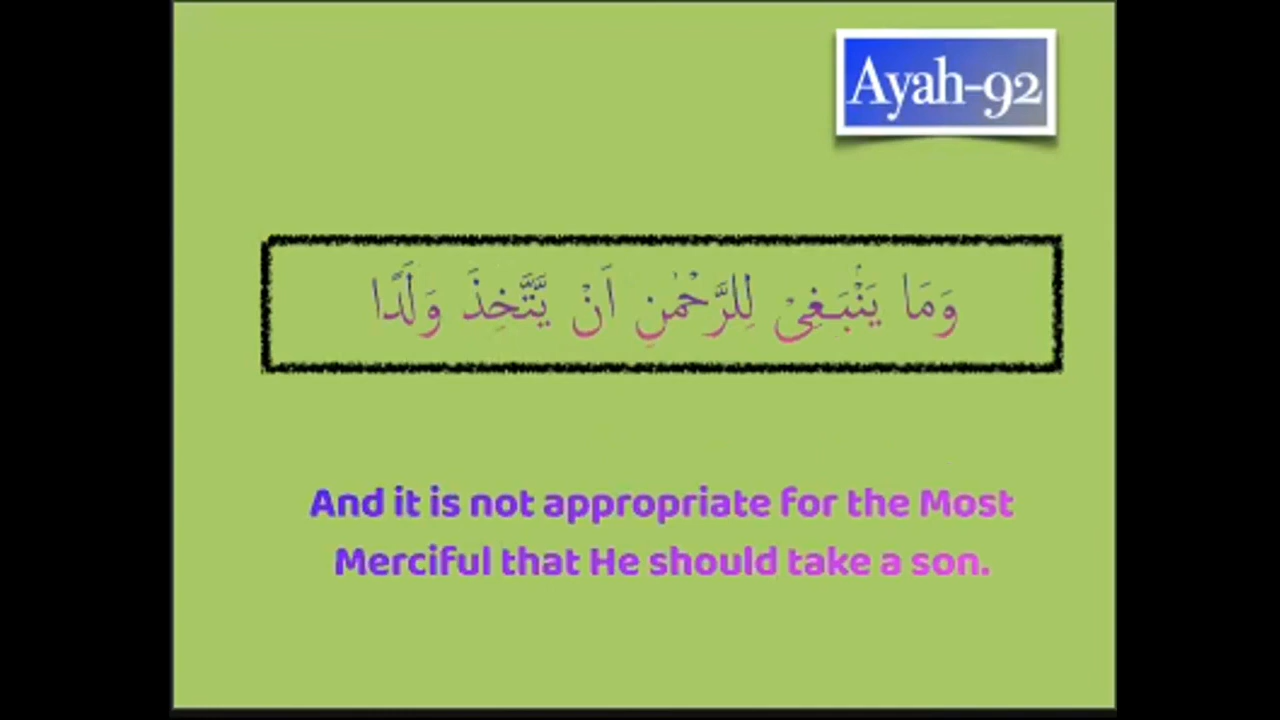 Ayah-92
وَمَا يَنْۢبَغِىْ لِلرَّحْمٰنِ اَنْ يَّتَّخِذَ وَلَدًا
And it is not appropriate for the Most
Merciful that He should take a son.